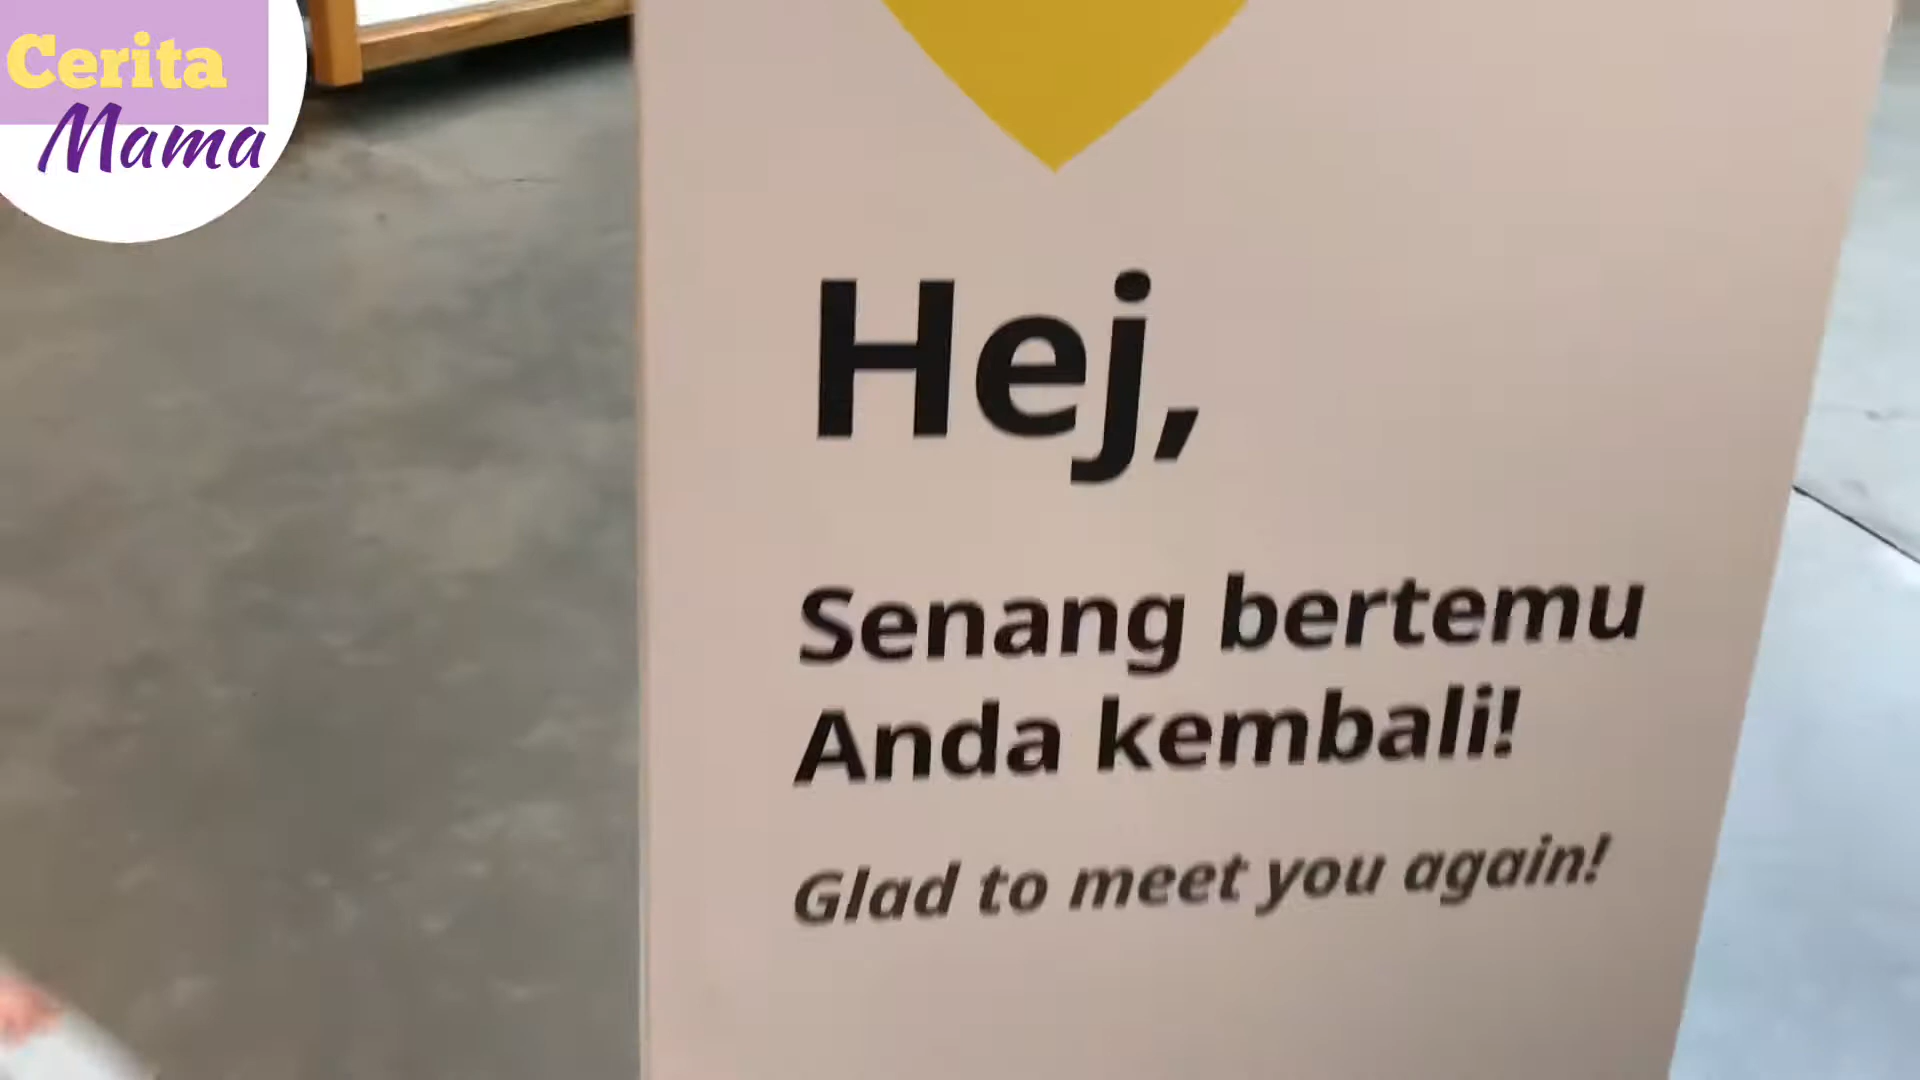 Cerita
Mama
Hej,
Senang bertemu
Anda kembali!
Glad to meet you again!